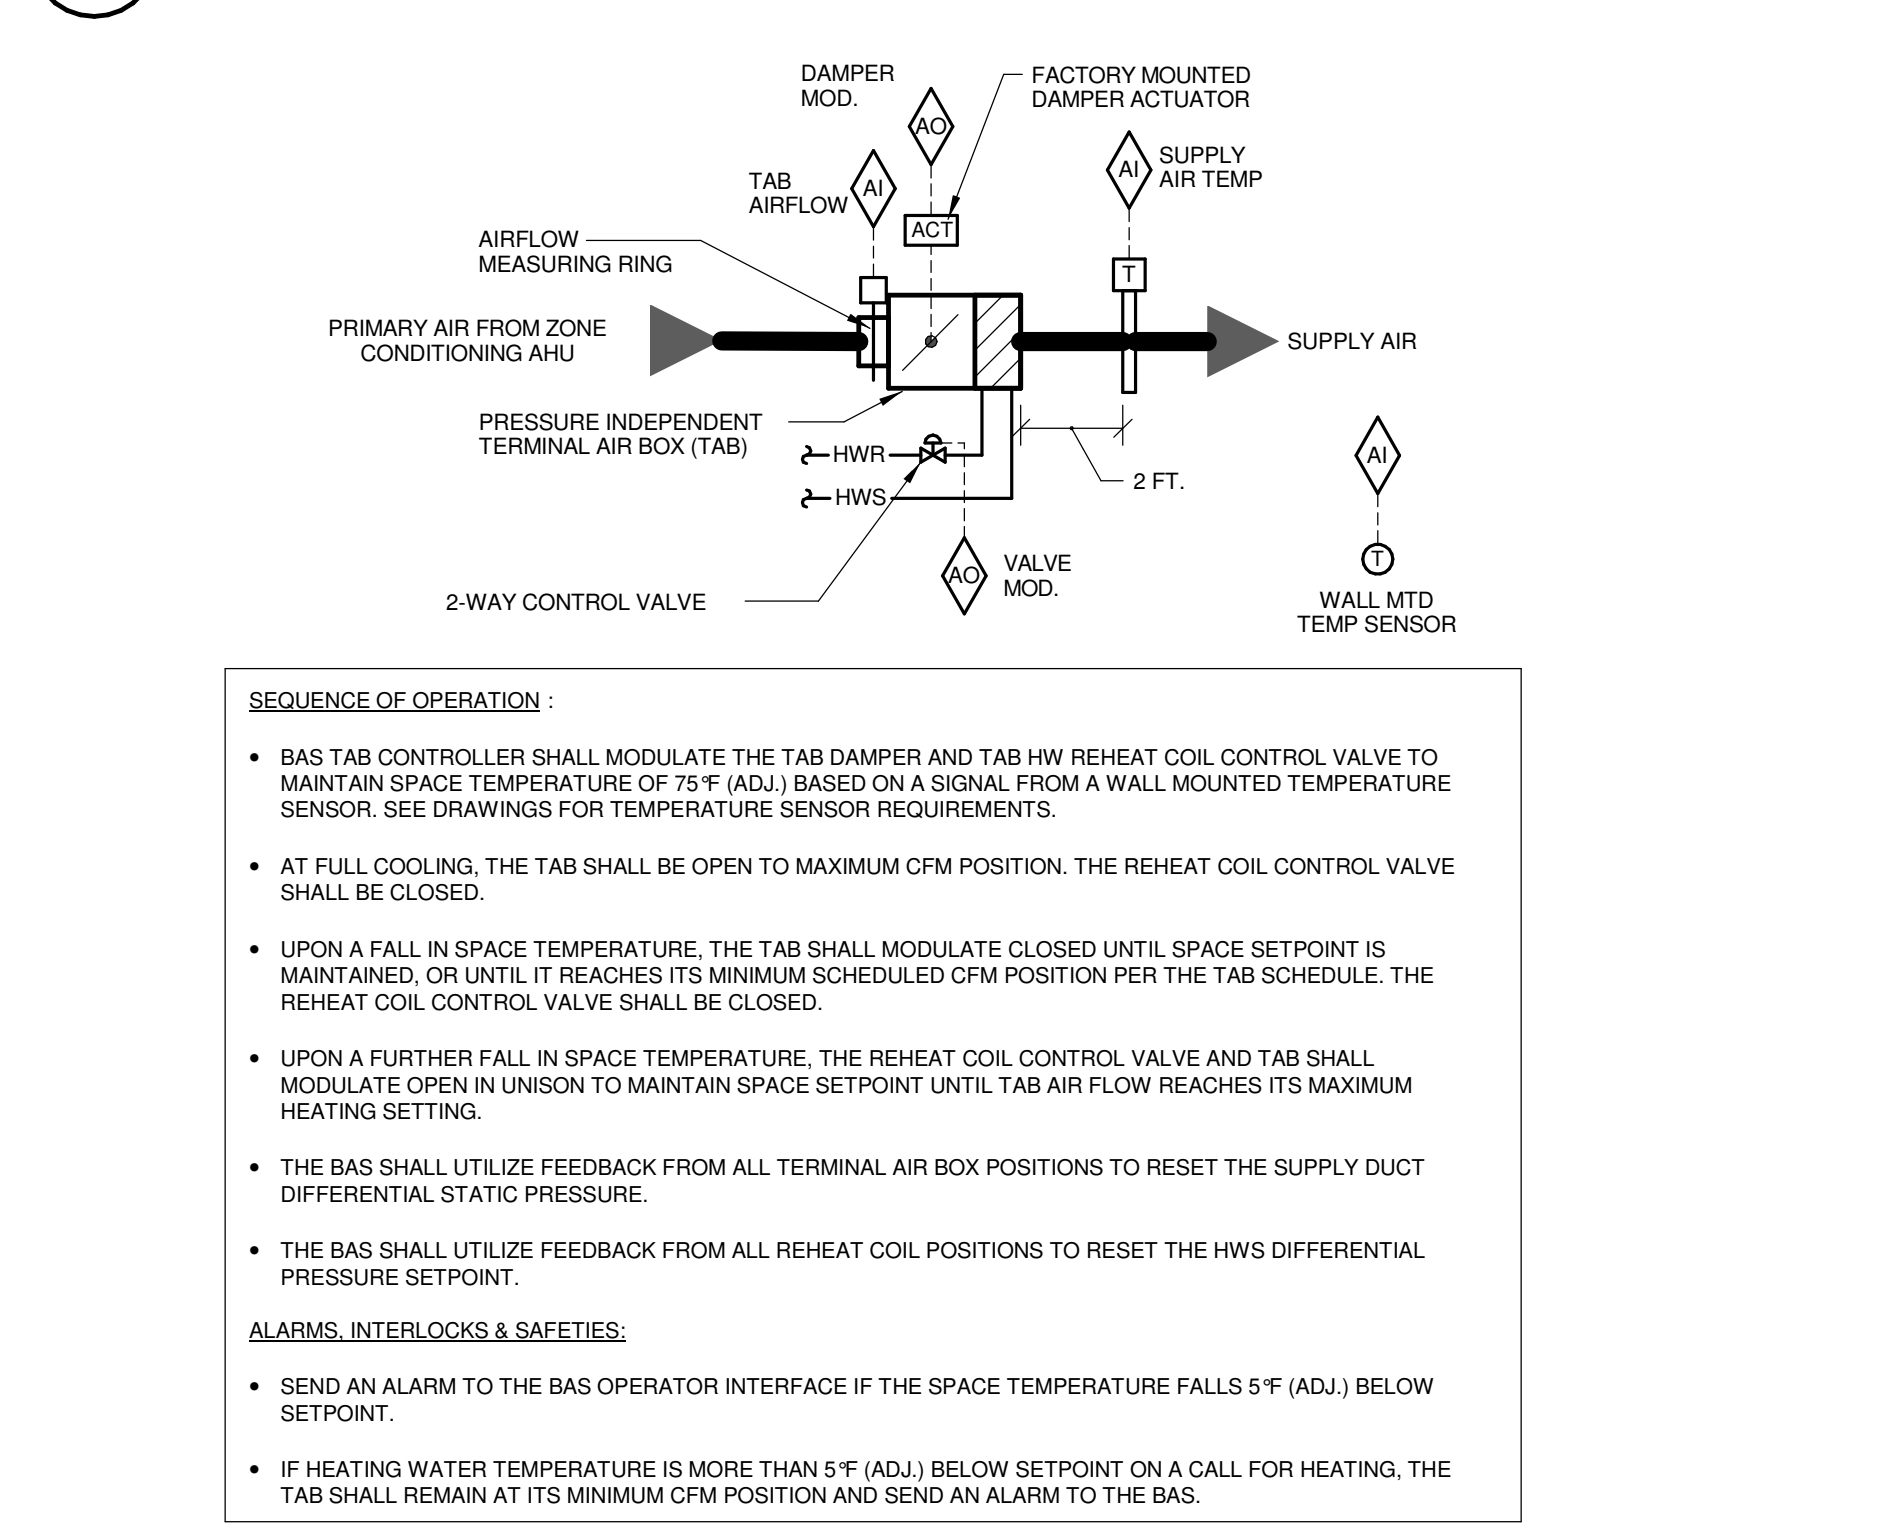 DAMPER
MOD.
AO
FACTORY MOUNTED
DAMPER ACTUATOR
TAB
AIRFLOW
AI
ACT
AI
SUPPLY
AIR TEMP
AIRFLOW
MEASURING RING
T
PRIMARY AIR FROM ZONE
CONDITIONING AHU
SUPPLY AIR
PRESSURE INDEPENDENT
TERMINAL AIR BOX (TAB)
HWR
HWS
2 FT.
AI
T
WALL MTD
TEMP SENSOR
AO
VALVE
MOD.
2-WAY CONTROL VALVE
SEQUENCE OF OPERATION :
• BAS TAB CONTROLLER SHALL MODULATE THE TAB DAMPER AND TAB HW REHEAT COIL CONTROL VALVE TO
MAINTAIN SPACE TEMPERATURE OF 75°F (ADJ.) BASED ON A SIGNAL FROM A WALL MOUNTED TEMPERATURE
SENSOR. SEE DRAWINGS FOR TEMPERATURE SENSOR REQUIREMENTS.
• AT FULL COOLING, THE TAB SHALL BE OPEN TO MAXIMUM CFM POSITION. THE REHEAT COIL CONTROL VALVE
SHALL BE CLOSED.
• UPON A FALL IN SPACE TEMPERATURE, THE TAB SHALL MODULATE CLOSED UNTIL SPACE SETPOINT IS
MAINTAINED, OR UNTIL IT REACHES ITS MINIMUM SCHEDULED CFM POSITION PER THE TAB SCHEDULE. THE
REHEAT COIL CONTROL VALVE SHALL BE CLOSED.
• UPON A FURTHER FALL IN SPACE TEMPERATURE, THE REHEAT COIL CONTROL VALVE AND TAB SHALL
MODULATE OPEN IN UNISON TO MAINTAIN SPACE SETPOINT UNTIL TAB AIR FLOW REACHES ITS MAXIMUM
HEATING SETTING.
• THE BAS SHALL UTILIZE FEEDBACK FROM ALL TERMINAL AIR BOX POSITIONS TO RESET THE SUPPLY DUCT
DIFFERENTIAL STATIC PRESSURE.
• THE BAS SHALL UTILIZE FEEDBACK FROM ALL REHEAT COIL POSITIONS TO RESET THE HWS DIFFERENTIAL
PRESSURE SETPOINT.
ALARMS, INTERLOCKS & SAFETIES:
• SEND AN ALARM TO THE BAS OPERATOR INTERFACE IF THE SPACE TEMPERATURE FALLS 5°F (ADJ.) BELOW
SETPOINT.
• IF HEATING WATER TEMPERATURE IS MORE THAN 5°F (ADJ.) BELOW SETPOINT ON A CALL FOR HEATING, THE
TAB SHALL REMAIN AT ITS MINIMUM CFM POSITION AND SEND AN ALARM TO THE BAS.